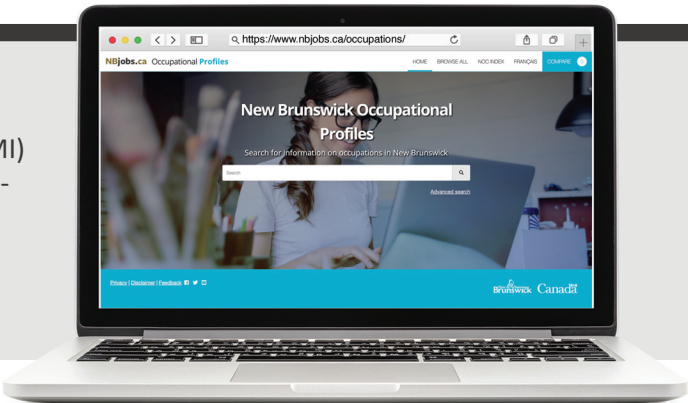 https://www.nbjobs.ca/occupations/
NBjobs.ca Occupational Profiles
HOME BROWSE ALL NOC INDEX FRANÇAIS COMPARE
New Brunswick Occupational
Profiles
Search for information on occupations in New Brunswick
Search
Advanced search
MI)
-
Privacy | Disclaimer | Feedback
Brunswick Canada